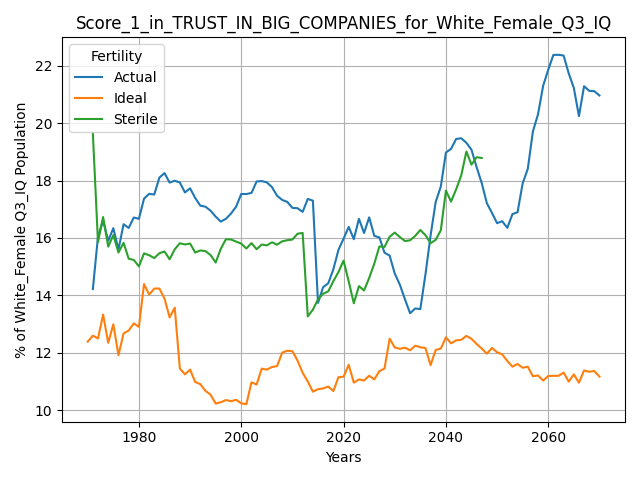 Score_1_in_TRUST_IN_BIG_COMPANIES_for_White_Female_Q3_IQ
Fertility
Actual
Ideal
Sterile
% of White_Female Q3_IQ Population
22
20
18
16
14
12
10
1980
2000
2020
2040
2060
Years